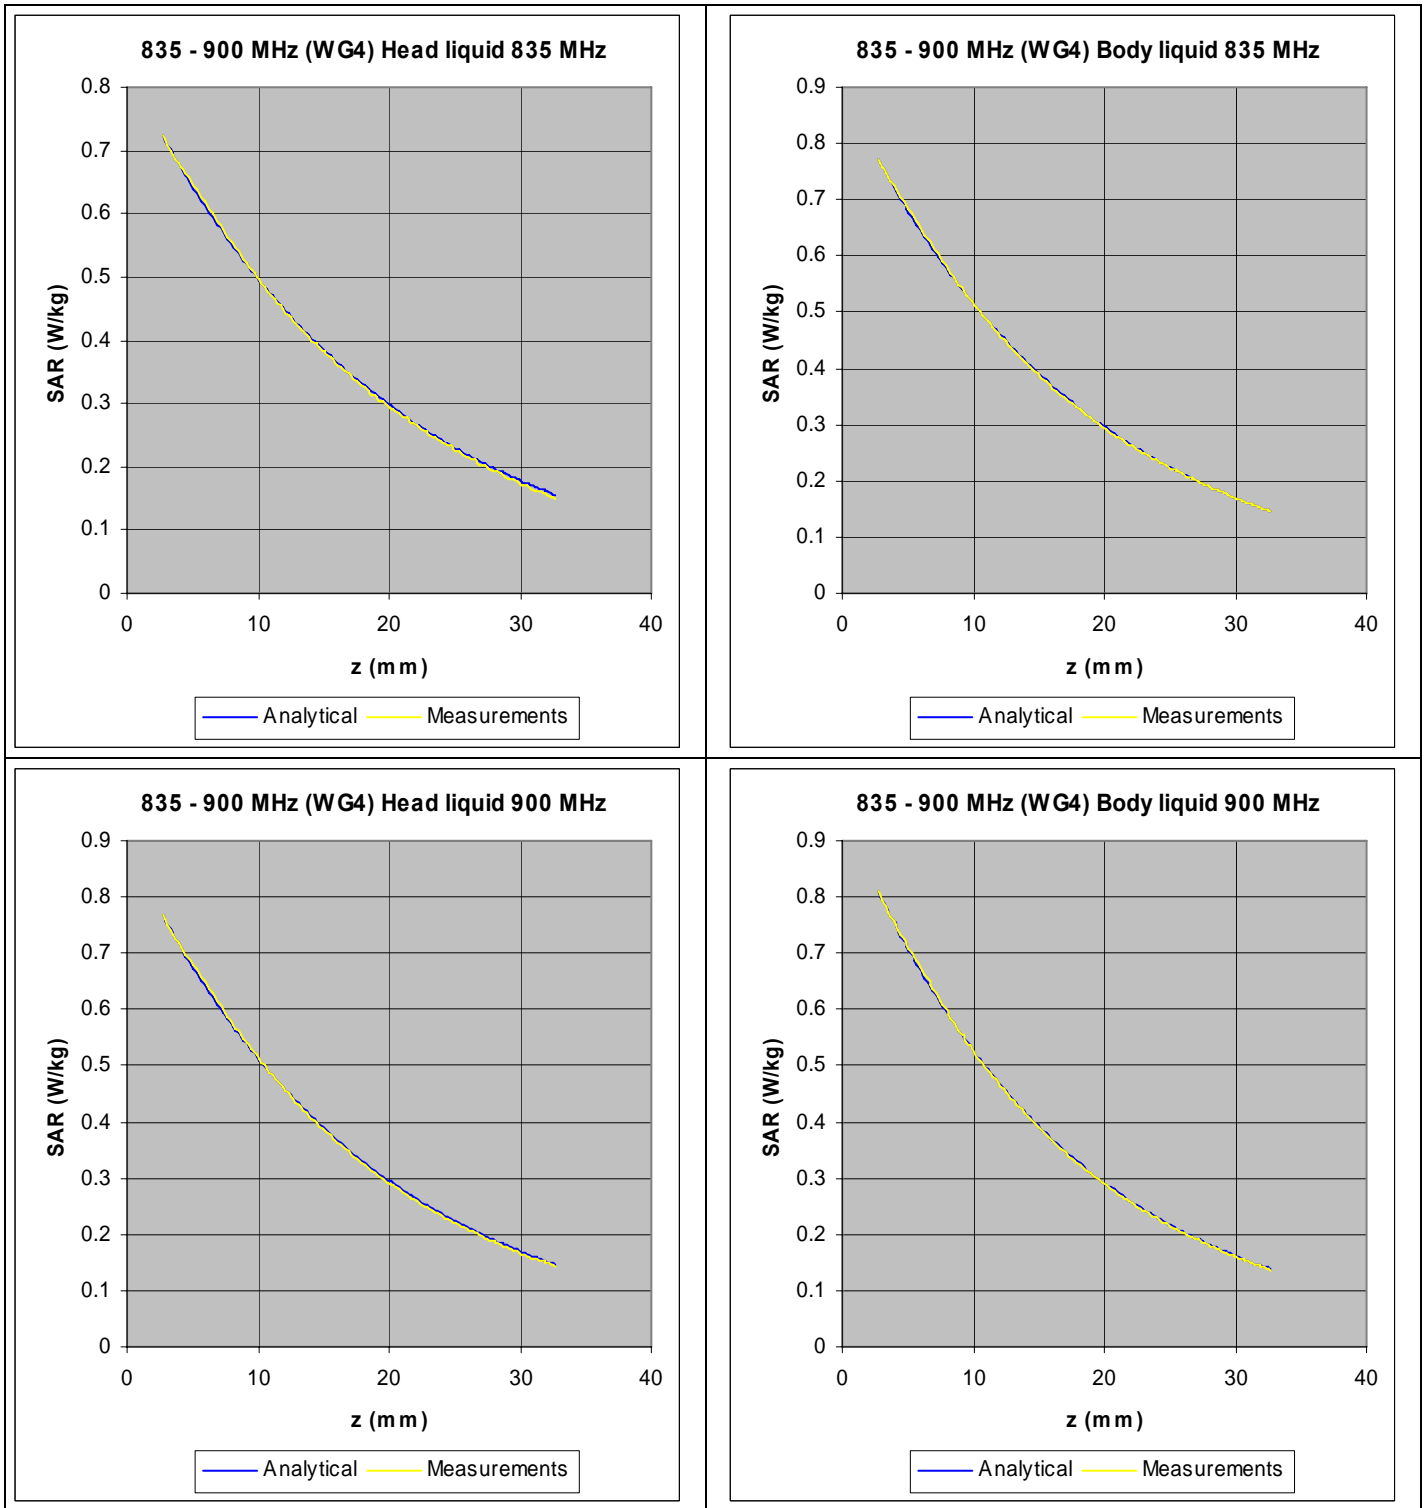 835 - 900 MHz (WG4) Head liquid 835 MHz
0.8
0.7
0.6
0.5
0.4
0.3
0.2
0.1
0
SAR (W/kg)
0 10 20 30 40
z (mm)
Analytical Measurements
835 - 900 MHz (WG4) Body liquid 835 MHz
0.9
0.8
0.7
0.6
0.5
0.4
0.3
0.2
0.1
0
SAR (W/kg)
0 10 20 30 40
z (mm)
Analytical Measurements
835 - 900 MHz (WG4) Head liquid 900 MHz
0.9
0.8
0.7
0.6
0.5
0.4
0.3
0.2
0.1
0
SAR (W/kg)
0 10 20 30 40
z (mm)
Analytical Measurements
835 - 900 MHz (WG4) Body liquid 900 MHz
0.9
0.8
0.7
0.6
0.5
0.4
0.3
0.2
0.1
0
SAR (W/kg)
0 10 20 30 40
z (mm)
Analytical Measurements